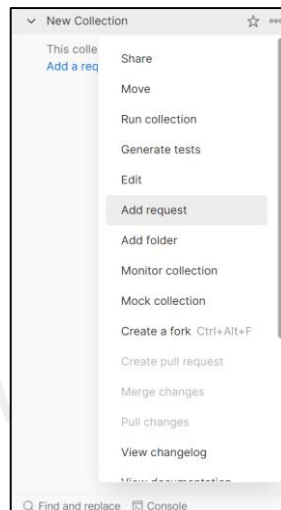 New Collection
This colle
Add a req
Share
Move
Run collection
Generate tests
Edit
Add request
Add folder
Monitor collection
Mock collection
Create a fork Ctrl+Alt+F
Create pull request
Merge changes
Pull changes
View changelog
View documentation
Find and replace Console